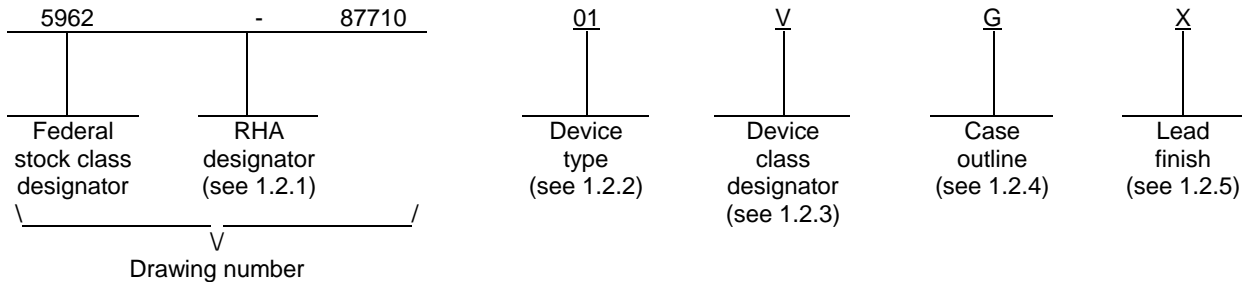 5962 - 87710 01 V G X
Federal stock class designator
RHA designator (see 1.2.1)
Device type (see 1.2.2)
Device class designator (see 1.2.3)
Case outline (see 1.2.4)
Lead finish (see 1.2.5)
\ /
\/
Drawing number